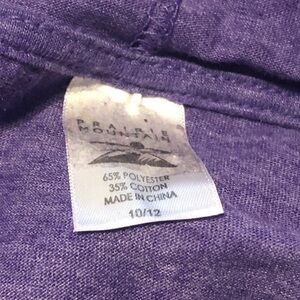 PRAIRIE
MOUNTAIN
65% POLYESTER
35% COTTON
MADE IN CHINA
10/12